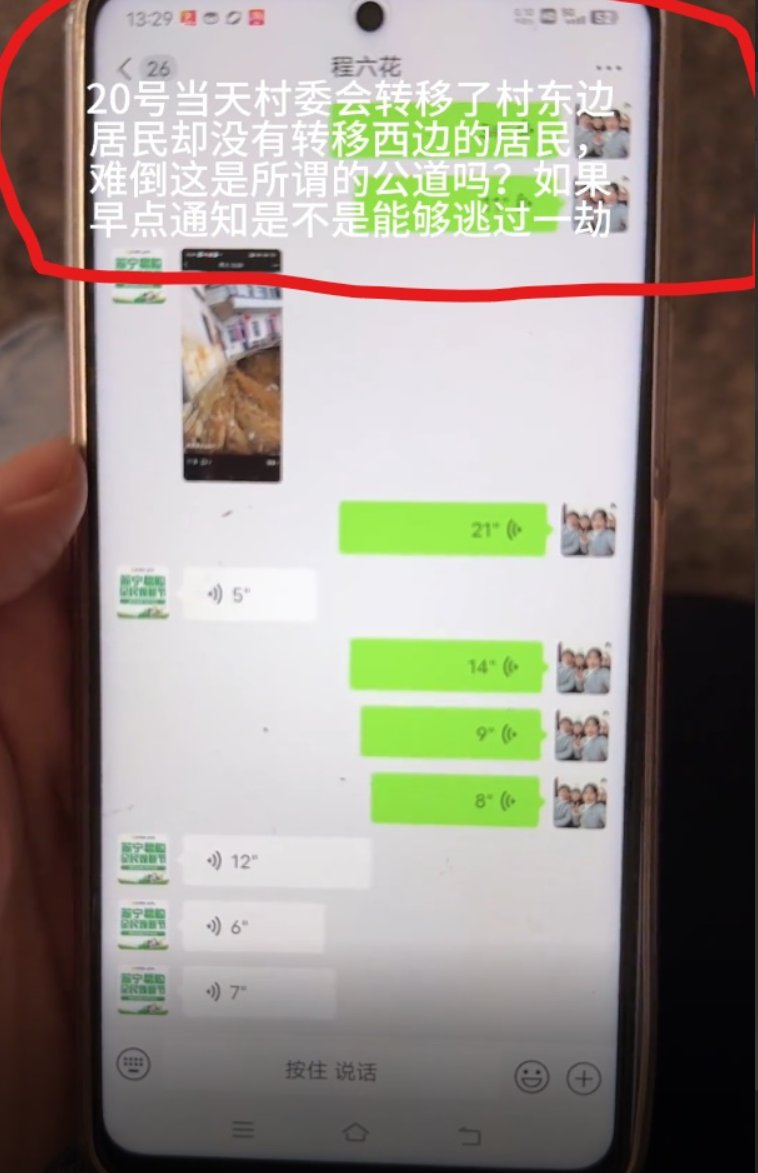 13:29
26
程六花
20号当天村委会转移了村东边
居民却没有转移西边的居民，
难倒这是所谓的公道吗？如果
早点通知是不是能够逃过一劫
21"
5"
14"
9"
8"
12"
6"
7"
按住 说话